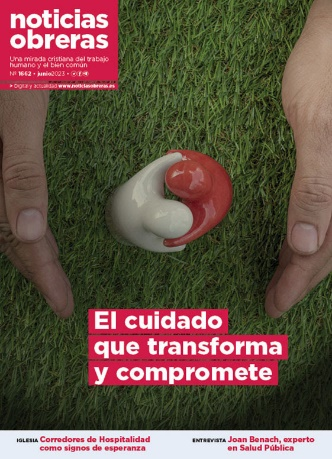 noticias
obreras
Una mirada cristiana del trabajo
humano y el bien común
Nº 1662 • junio2023 •
Digital y actualidad www.noticiasobreras.es
El cuidado
que transforma
y compromete
IGLESIA Corredores de Hospitalidad
como signos de esperanza
ENTREVISTA Joan Benach, experto
en Salud Pública